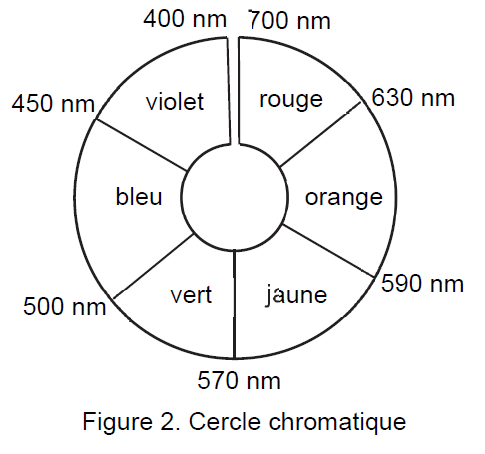 400 nm 700 nm
violet rouge
450 nm 630 nm
bleu orange
500 nm 590 nm
vert jaune
570 nm
Figure 2. Cercle chromatique